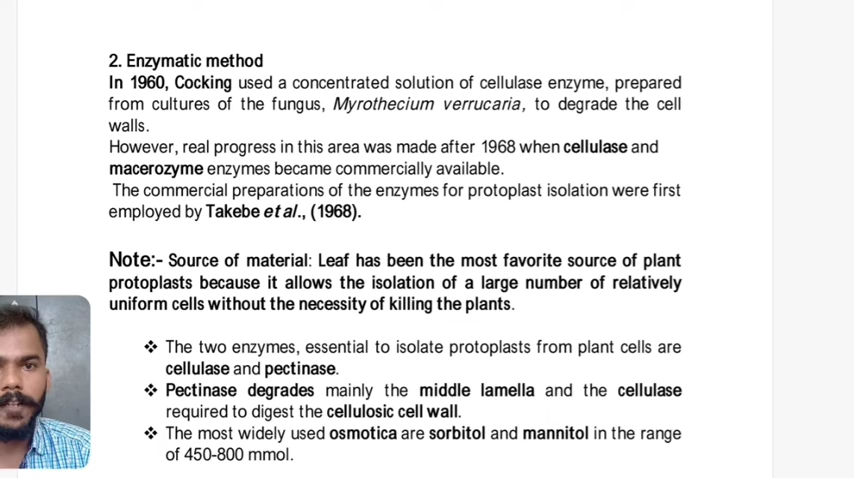 2. Enzymatic method
In 1960, Cocking used a concentrated solution of cellulase enzyme, prepared
from cultures of the fungus, Myrothecium verrucaria, to degrade the cell
walls.
However, real progress in this area was made after 1968 when cellulase and
macerozyme enzymes became commercially available.
The commercial preparations of the enzymes for protoplast isolation were first
employed by Takebe et al., (1968).
Note:- Source of material: Leaf has been the most favorite source of plant
protoplasts because it allows the isolation of a large number of relatively
uniform cells without the necessity of killing the plants.
❖ The two enzymes, essential to isolate protoplasts from plant cells are
cellulase and pectinase.
❖ Pectinase degrades mainly the middle lamella and the cellulase
required to digest the cellulosic cell wall.
❖ The most widely used osmotica are sorbitol and mannitol in the range
of 450-800 mmol.